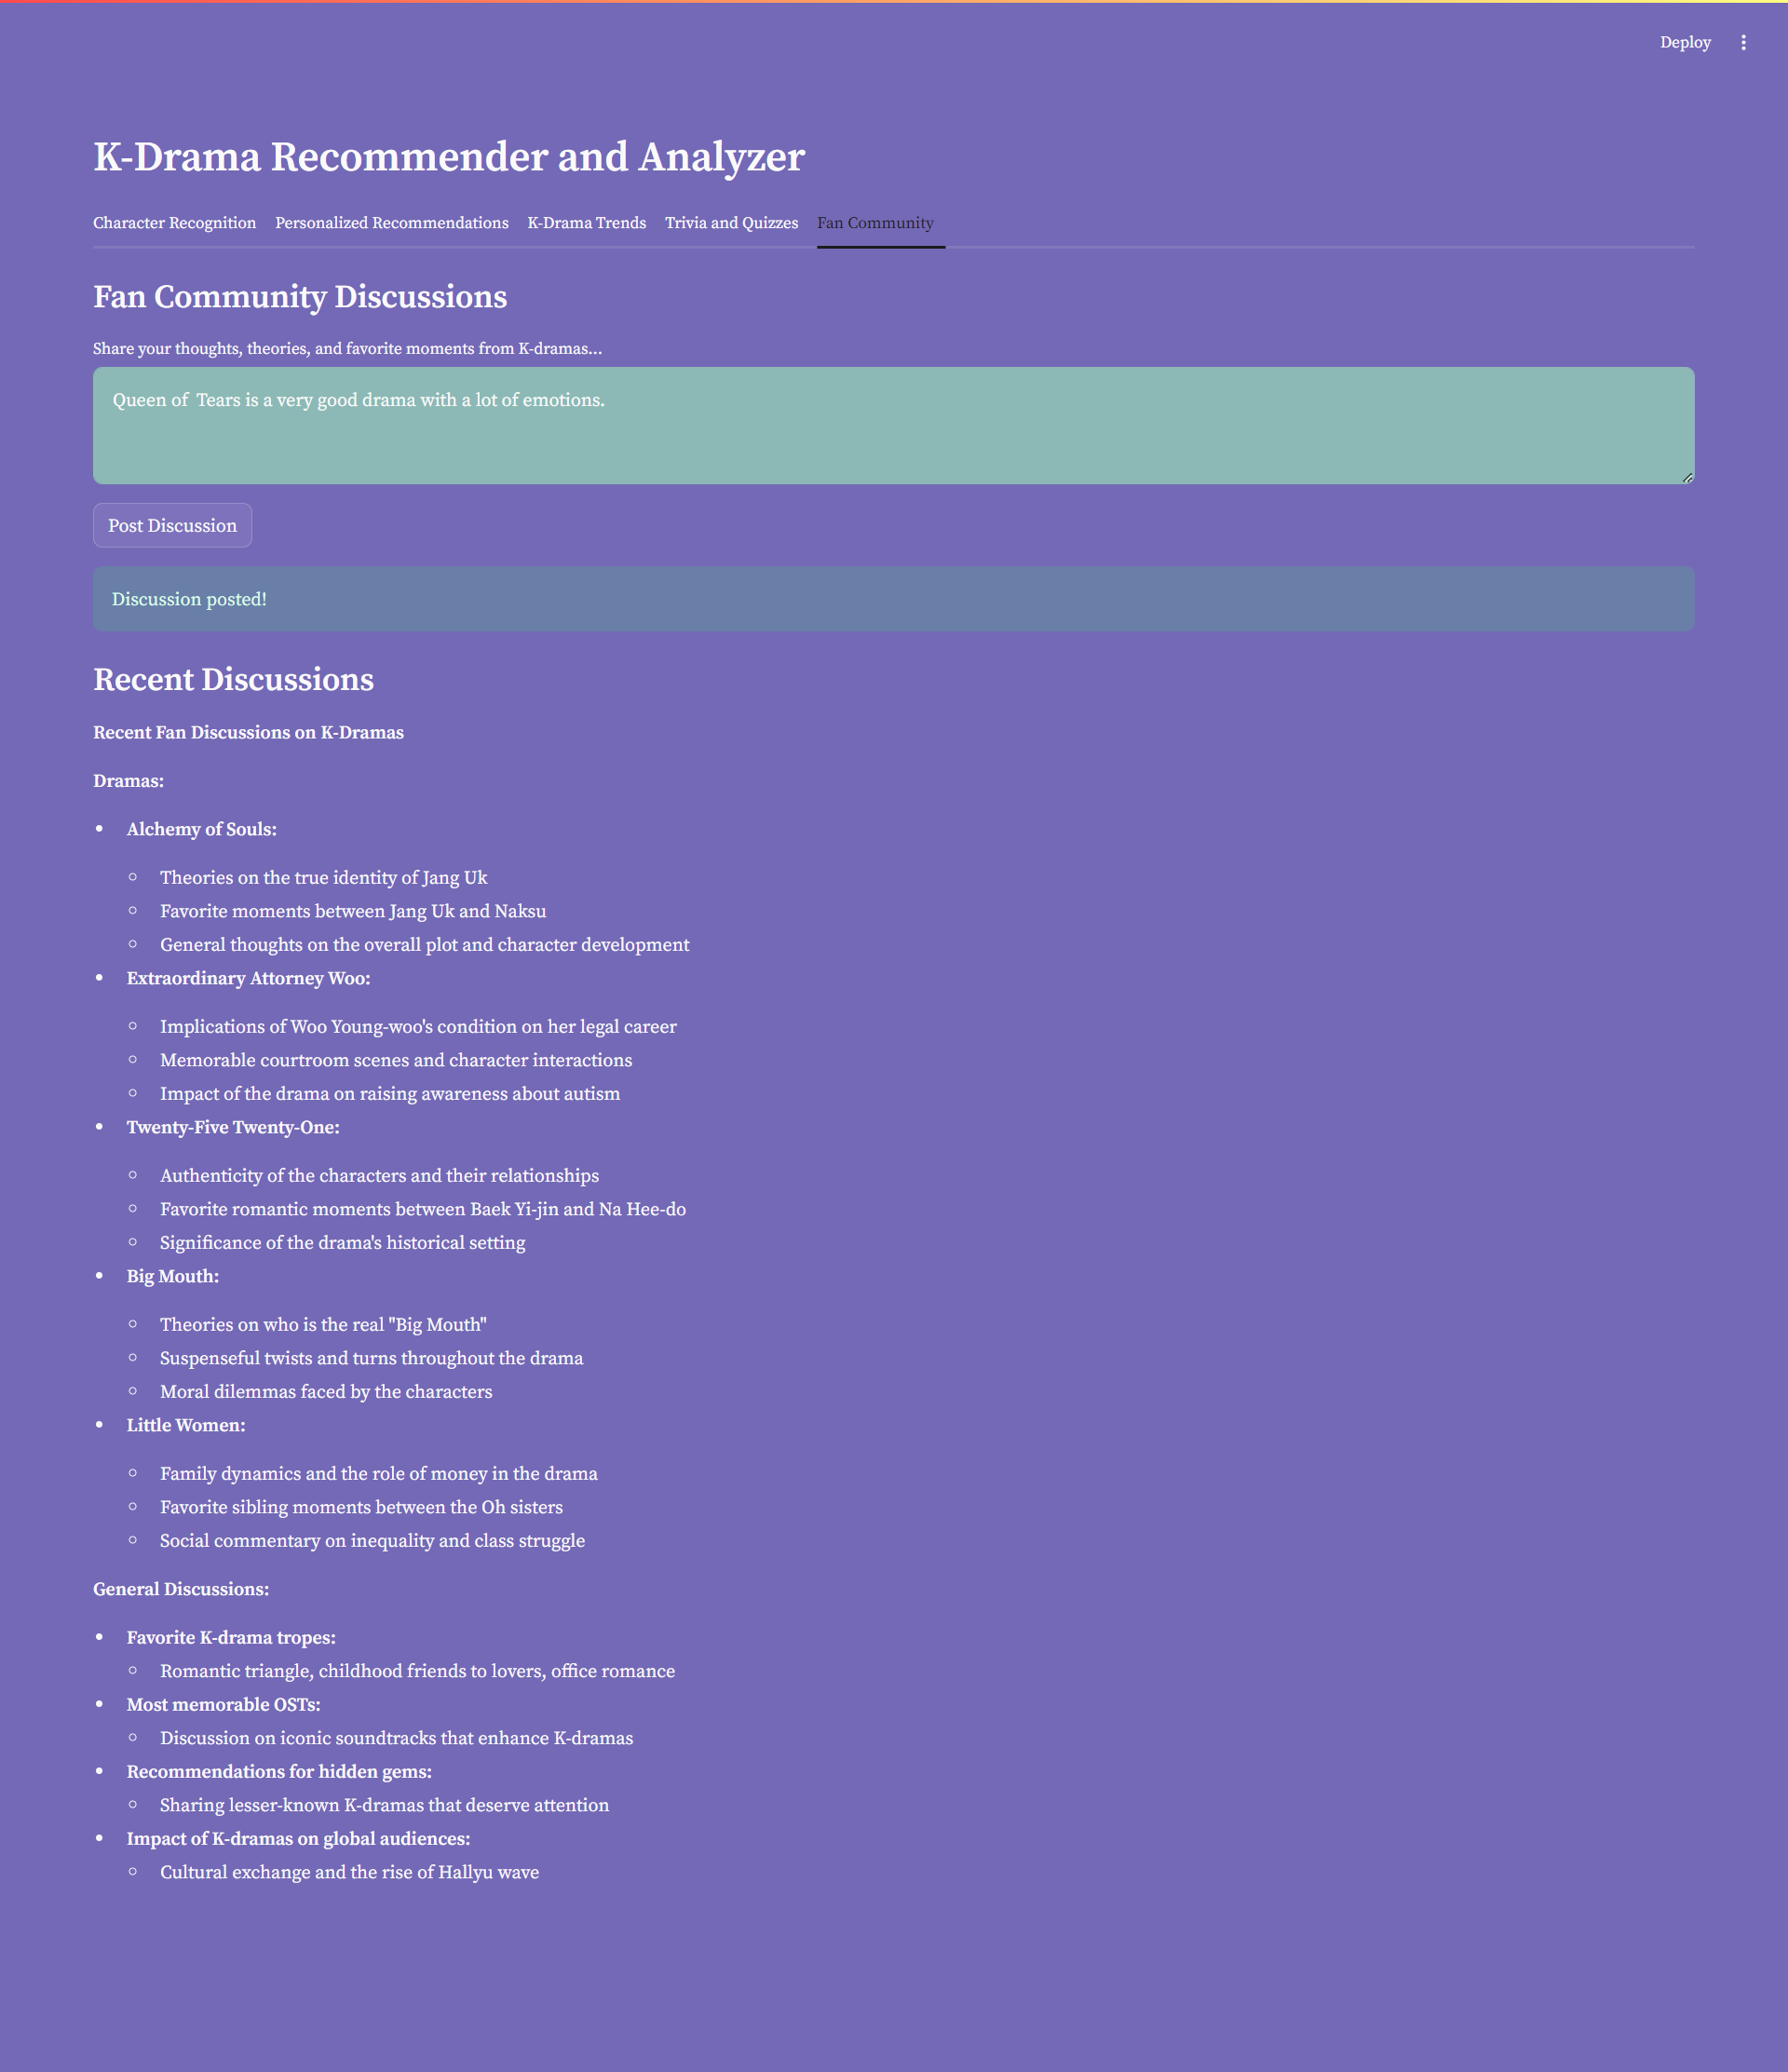 Deploy
K-Drama Recommender and Analyzer
Character Recognition Personalized Recommendations K-Drama Trends Trivia and Quizzes Fan Community
Fan Community Discussions
Share your thoughts, theories, and favorite moments from K-dramas...
Queen of  Tears is a very good drama with a lot of emotions.
Post Discussion
Discussion posted!
Recent Discussions
Recent Fan Discussions on K-Dramas
Dramas:
Alchemy of Souls:
Theories on the true identity of Jang Uk
Favorite moments between Jang Uk and Naksu
General thoughts on the overall plot and character development
Extraordinary Attorney Woo:
Implications of Woo Young-woo's condition on her legal career
Memorable courtroom scenes and character interactions
Impact of the drama on raising awareness about autism
Twenty-Five Twenty-One:
Authenticity of the characters and their relationships
Favorite romantic moments between Baek Yi-jin and Na Hee-do
Significance of the drama's historical setting
Big Mouth:
Theories on who is the real "Big Mouth"
Suspenseful twists and turns throughout the drama
Moral dilemmas faced by the characters
Little Women:
Family dynamics and the role of money in the drama
Favorite sibling moments between the Oh sisters
Social commentary on inequality and class struggle
General Discussions:
Favorite K-drama tropes:
Romantic triangle, childhood friends to lovers, office romance
Most memorable OSTs:
Discussion on iconic soundtracks that enhance K-dramas
Recommendations for hidden gems:
Sharing lesser-known K-dramas that deserve attention
Impact of K-dramas on global audiences:
Cultural exchange and the rise of Hallyu wave